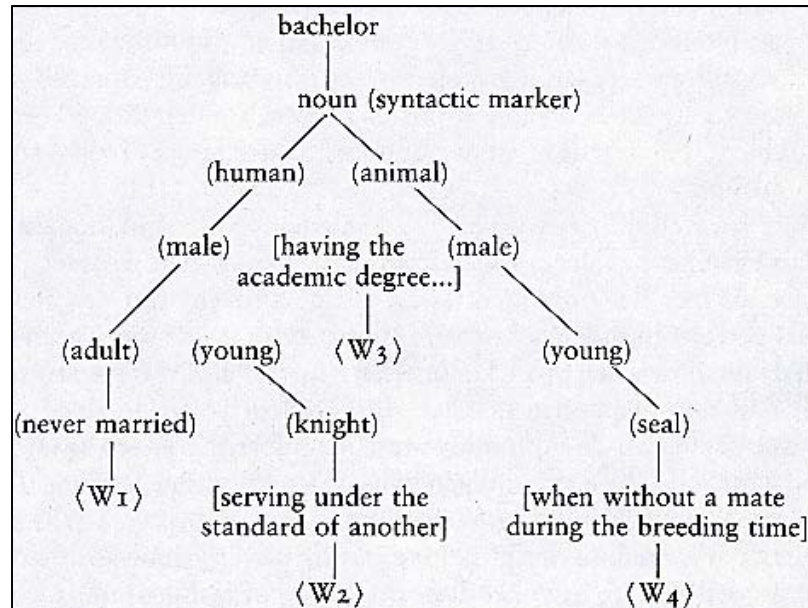 bachelor
noun (syntactic marker)
(human) (animal)
(male) [having the (male)
academic degree...]
(adult) (young) ⟨W3⟩ (young)
(never married) (knight) (seal)
⟨W1⟩ [serving under the [when without a mate
standard of another] during the breeding time]
⟨W2⟩ ⟨W4⟩